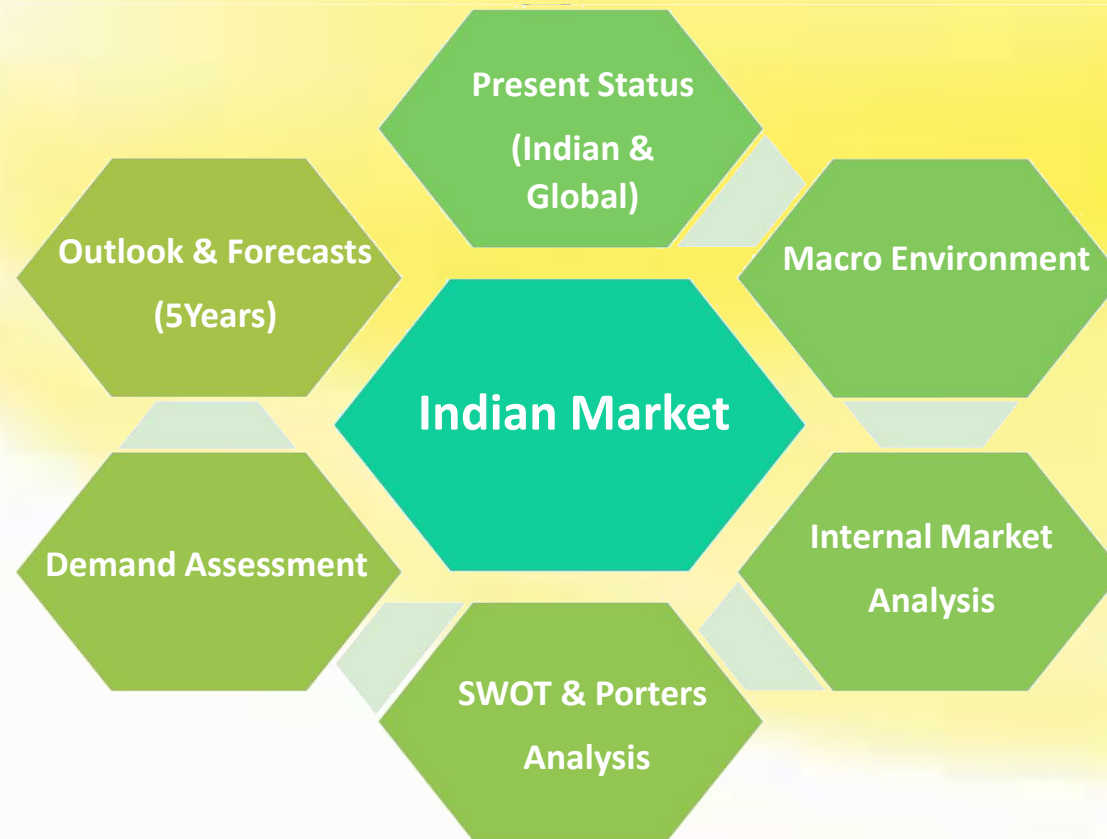 Present Status
(Indian &
Global)
Macro Environment
Internal Market
Analysis
SWOT & Porters
Analysis
Demand Assessment
Outlook & Forecasts
(5Years)
Indian Market